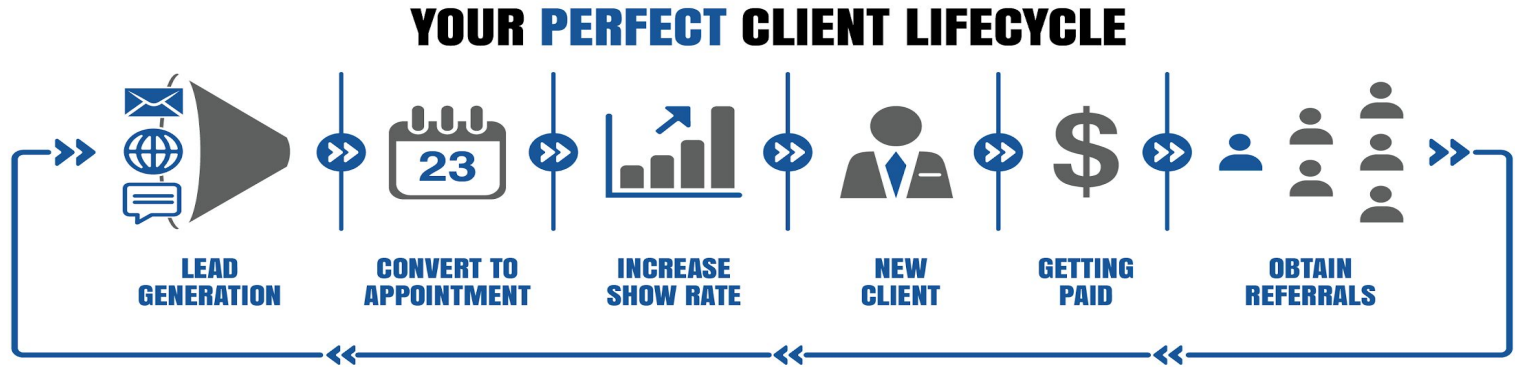 YOUR PERFECT CLIENT LIFECYCLE
23
$
LEAD
GENERATION
CONVERT TO
APPOINTMENT
INCREASE
SHOW RATE
NEW
CLIENT
GETTING
PAID
OBTAIN
REFERRALS